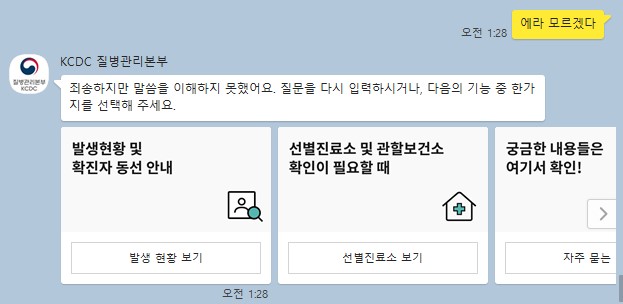 에라 모르겠다
오전 1:28
KCDC 질병관리본부
질병관리본부
KCDC
죄송하지만 말씀을 이해하지 못했어요. 질문을 다시 입력하시거나, 다음의 기능 중 한가
지를 선택해 주세요.
발생현황 및
확진자 동선 안내
발생 현황 보기
선별진료소 및 관할보건소
확인이 필요할 때
선별진료소 보기
궁금한 내용들은
여기서 확인!
자주 묻는
오전 1:28